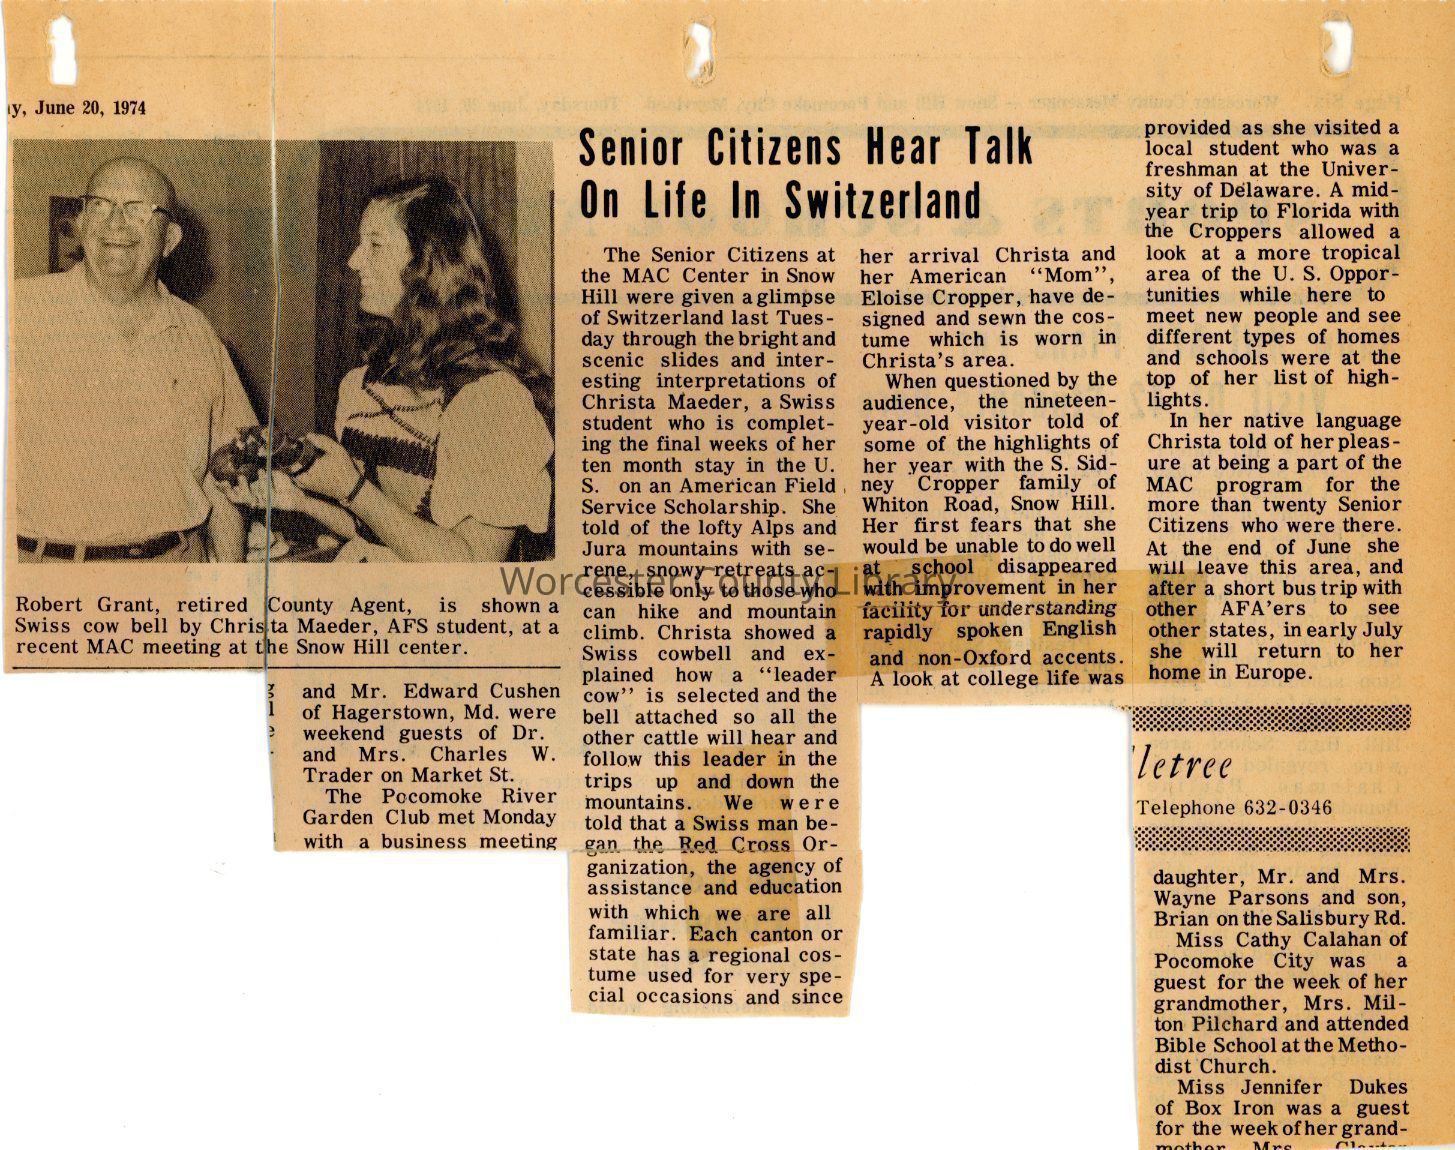 y, June 20, 1974
Robert Grant, retired County Agent, is shown a
Swiss cow bell by Christa Maeder, AFS student, at a
recent MAC meeting at the Snow Hill center.
and Mr. Edward Cushen
of Hagerstown, Md. were
weekend guests of Dr.
and Mrs. Charles W.
Trader on Market St.
The Pocomoke River
Garden Club met Monday
with a business meeting
Senior Citizens Hear Talk
On Life In Switzerland
The Senior Citizens at
the MAC Center in Snow
Hill were given a glimpse
of Switzerland last Tues-
day through the bright and
scenic slides and inter-
esting interpretations of
Christa Maeder, a Swiss
student who is complet-
ing the final weeks of her
ten month stay in the U.
S. on an American Field
Service Scholarship. She
told of the lofty Alps and
Jura mountains with se-
rene, snowy retreats ac-
cessible only to those who
can hike and mountain
climb. Christa showed a
Swiss cowbell and ex-
plained how a "leader
cow" is selected and the
bell attached so all the
other cattle will hear and
follow this leader in the
trips up and down the
mountains. We were
told that a Swiss man be-
gan the Red Cross Or-
ganization, the agency of
assistance and education
with which we are all
familiar. Each canton or
state has a regional cos-
tume used for very spe-
cial occasions and since
her arrival Christa and
her American "Mom",
Eloise Cropper, have de-
signed and sewn the cos-
tume which is worn in
Christa's area.
When questioned by the
audience, the nineteen-
year-old visitor told of
some of the highlights of
her year with the S. Sid-
ney Cropper family of
Whiton Road, Snow Hill.
Her first fears that she
would be unable to do well
at school disappeared
with improvement in her
facility for understanding
rapidly spoken English
and non-Oxford accents.
A look at college life was
provided as she visited a
local student who was a
freshman at the Univer-
sity of Delaware. A mid-
year trip to Florida with
the Croppers allowed a
look at a more tropical
area of the U. S. Oppor-
tunities while here to
meet new people and see
different types of homes
and schools were at the
top of her list of high-
lights.
In her native language
Christa told of her pleas-
ure at being a part of the
MAC program for the
more than twenty Senior
Citizens who were there.
At the end of June she
will leave this area, and
after a short bus trip with
other AFA'ers to see
other states, in early July
she will return to her
home in Europe.
letree
Telephone 632-0346
daughter, Mr. and Mrs.
Wayne Parsons and son,
Brian on the Salisbury Rd.
Miss Cathy Calahan of
Pocomoke City was a
guest for the week of her
grandmother, Mrs. Mil-
ton Pilchard and attended
Bible School at the Metho-
dist Church.
Miss Jennifer Dukes
of Box Iron was a guest
for the week of her grand-
mother, Mrs.
Worcester County Library